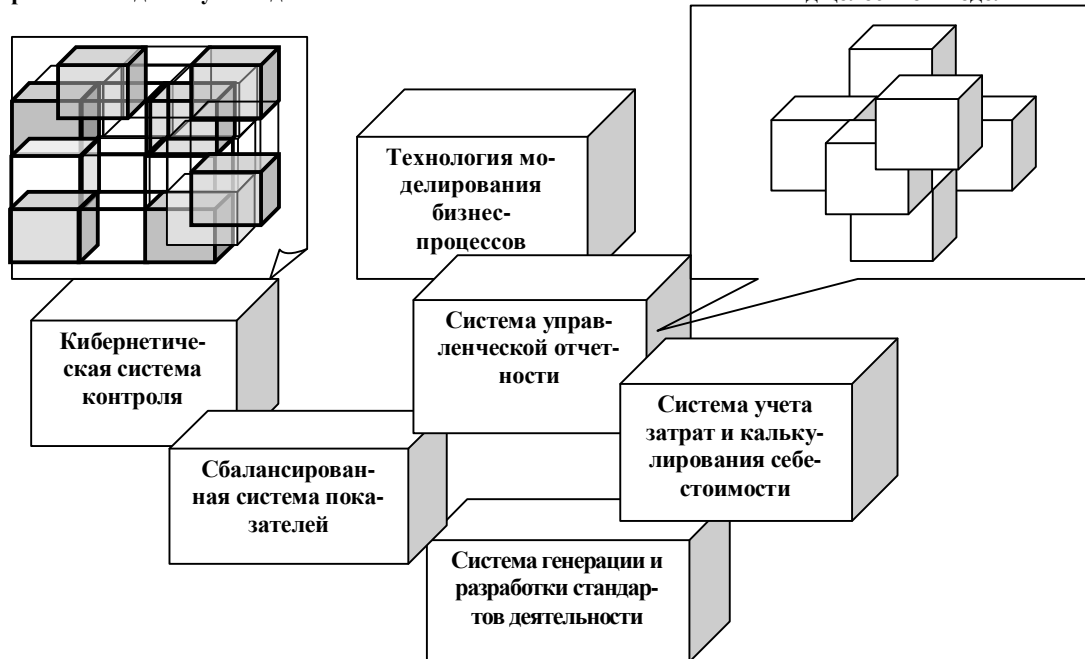 Технология мо-
делирования
бизнес-
процессов
Кибернетиче-
ская система
контроля
Система управ-
ленческой отчет-
ности
Система учета
затрат и кальку-
лирования себе-
стоимости
Сбалансирован-
ная система пока-
зателей
Система генерации и
разработки стандар-
тов деятельности